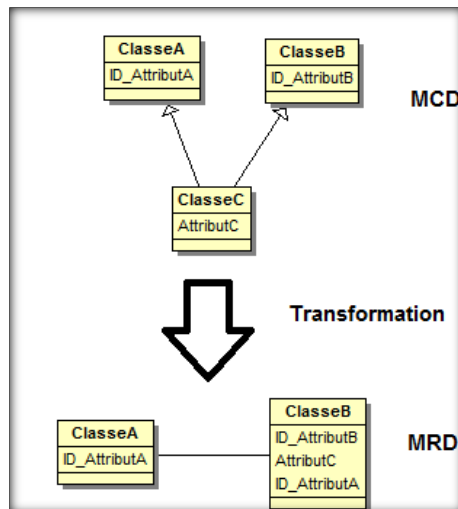 ClasseA
ID_AttributA
ClasseB
ID_AttributB
MCD
ClasseC
AttributC
Transformation
ClasseA
ID_AttributA
ClasseB
ID_AttributB
AttributC
ID_AttributA
MRD